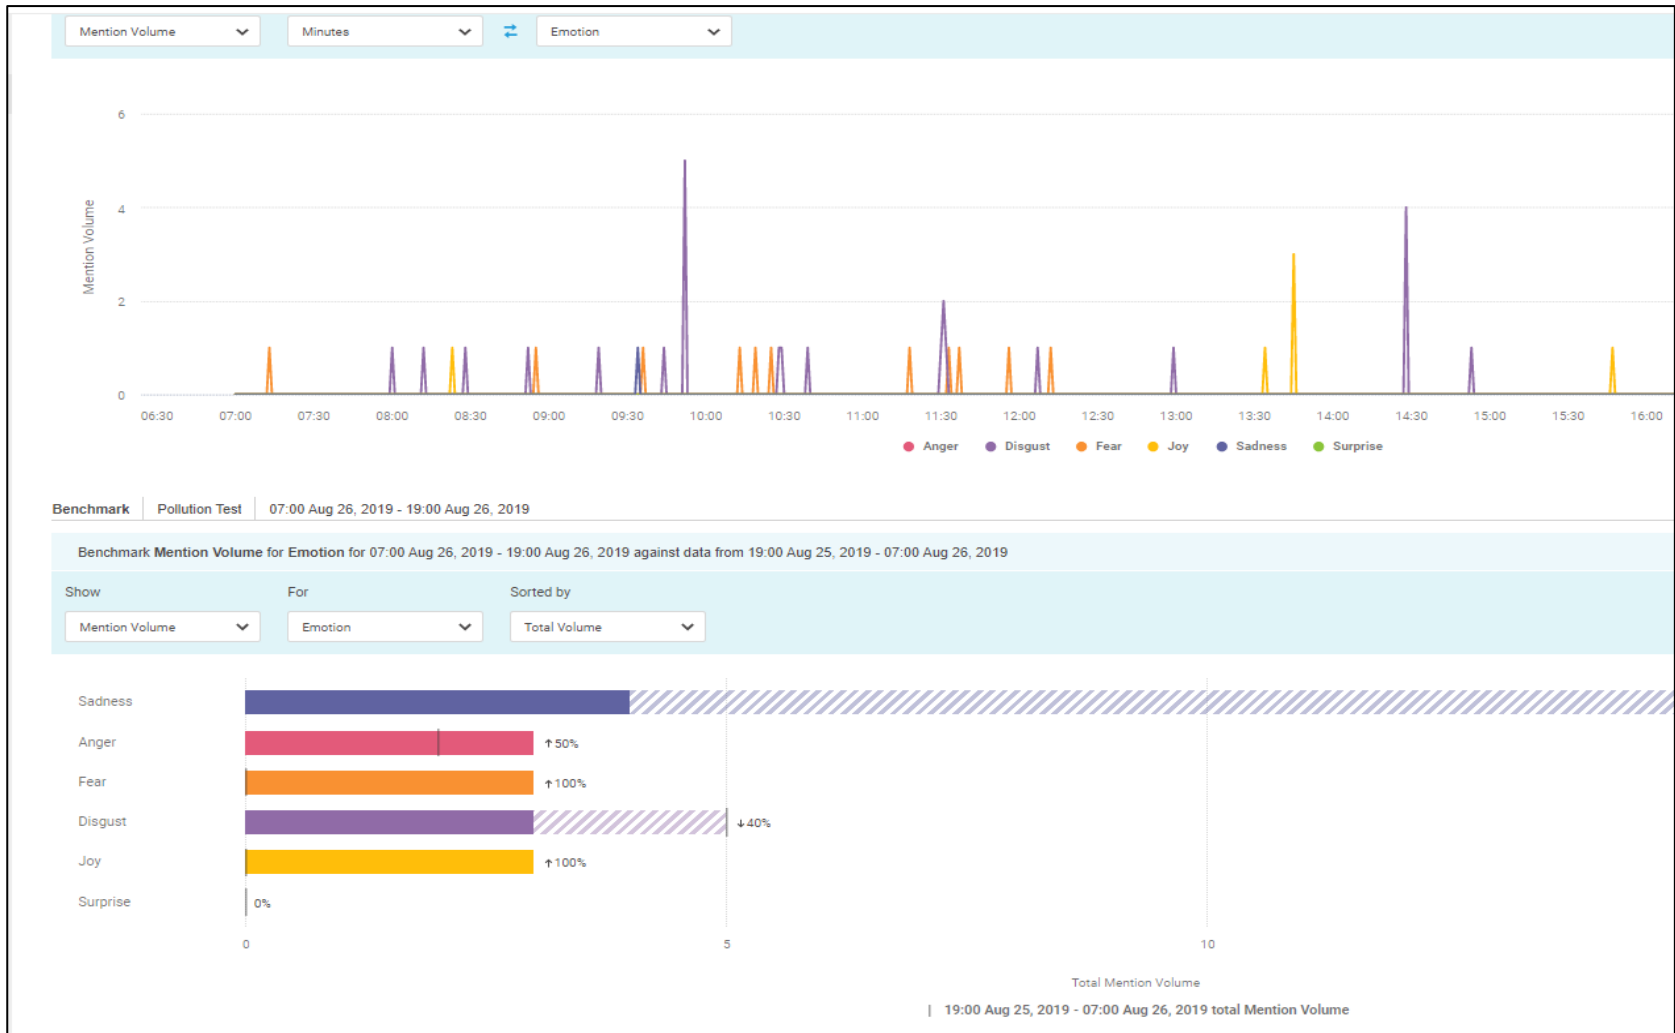 Mention Volume Minutes Emotion
6
4
2
0
Mention Volume
06:30 07:00 07:30 08:00 08:30 09:00 09:30 10:00 10:30 11:00 11:30 12:00 12:30 13:00 13:30 14:00 14:30 15:00 15:30 16:00
Anger Disgust Fear Joy Sadness Surprise
Benchmark Pollution Test 07:00 Aug 26, 2019 - 19:00 Aug 26, 2019
Benchmark Mention Volume for Emotion for 07:00 Aug 26, 2019 - 19:00 Aug 26, 2019 against data from 19:00 Aug 25, 2019 - 07:00 Aug 26, 2019
Show For Sorted by
Mention Volume Emotion Total Volume
Sadness
Anger ↑50%
Fear ↑100%
Disgust ↓40%
Joy ↑100%
Surprise 0%
0 5 10
Total Mention Volume
| 19:00 Aug 25, 2019 - 07:00 Aug 26, 2019 total Mention Volume